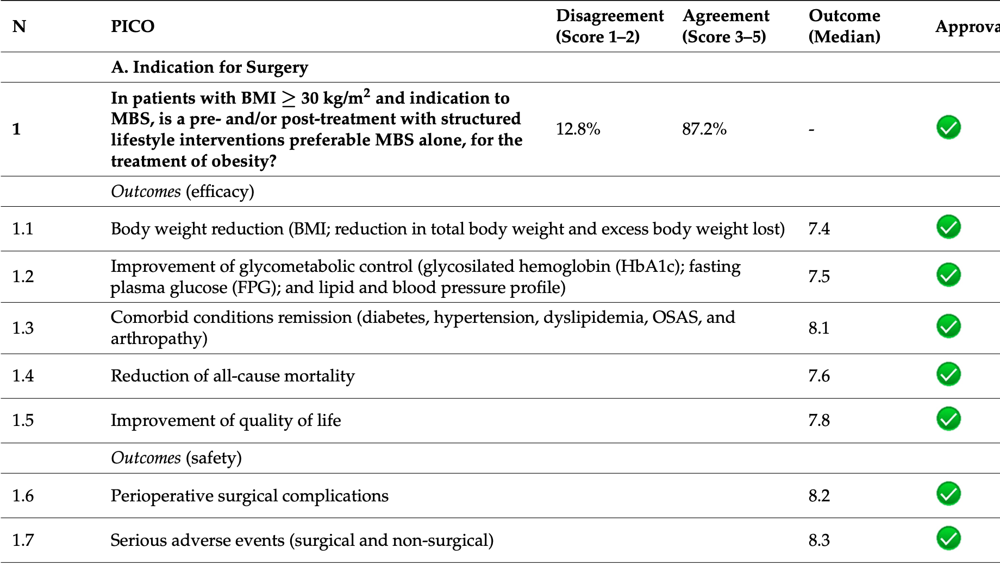 N PICO Disagreement (Score 1–2) Agreement (Score 3–5) Outcome (Median) Approva
A. Indication for Surgery
1 In patients with BMI ≥ 30 kg/m² and indication to
MBS, is a pre- and/or post-treatment with structured
lifestyle interventions preferable MBS alone, for the
treatment of obesity?
12.8% 87.2% -
Outcomes (efficacy)
1.1 Body weight reduction (BMI; reduction in total body weight and excess body weight lost) 7.4
1.2 Improvement of glycometabolic control (glycosilated hemoglobin (HbA1c); fasting
plasma glucose (FPG); and lipid and blood pressure profile) 7.5
1.3 Comorbid conditions remission (diabetes, hypertension, dyslipidemia, OSAS, and
arthropathy) 8.1
1.4 Reduction of all-cause mortality 7.6
1.5 Improvement of quality of life 7.8
Outcomes (safety)
1.6 Perioperative surgical complications 8.2
1.7 Serious adverse events (surgical and non-surgical) 8.3